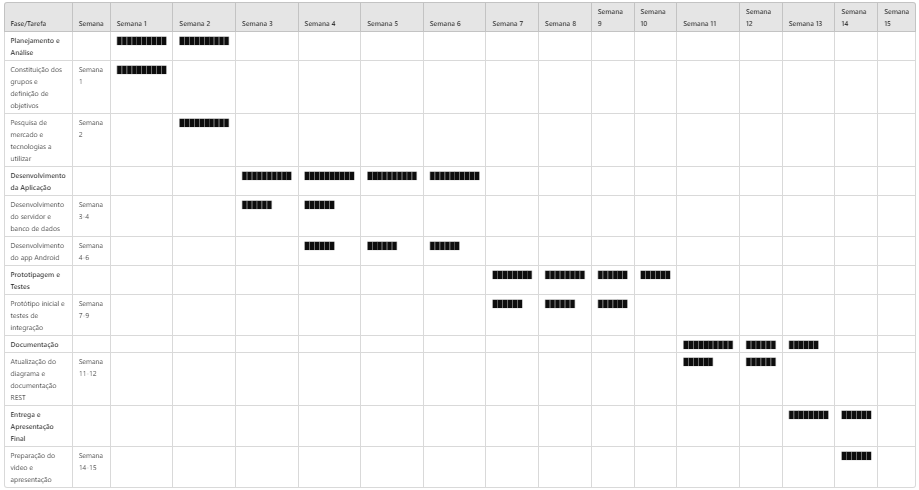 Fase/Tarefa Semana Semana 1 Semana 2 Semana 3 Semana 4 Semana 5 Semana 6 Semana 7 Semana 8 Semana 9 Semana 10 Semana 11 Semana 12 Semana 13 Semana 14 Semana 15
Planejamento e
Análise
Constituição dos
grupos e
definição de
objetivos
Semana
1
Pesquisa de
mercado e
tecnologias a
utilizar
Semana
2
Desenvolvimento
da Aplicação
Desenvolvimento
do servidor e
banco de dados
Semana
3-4
Desenvolvimento
do app Android
Semana
4-6
Prototipagem e
Testes
Protótipo inicial e
testes de
integração
Semana
7-9
Documentação
Atualização do
diagrama e
documentação
REST
Semana
11-12
Entrega e
Apresentação
Final
Preparação do
vídeo e
apresentação
Semana
14-15